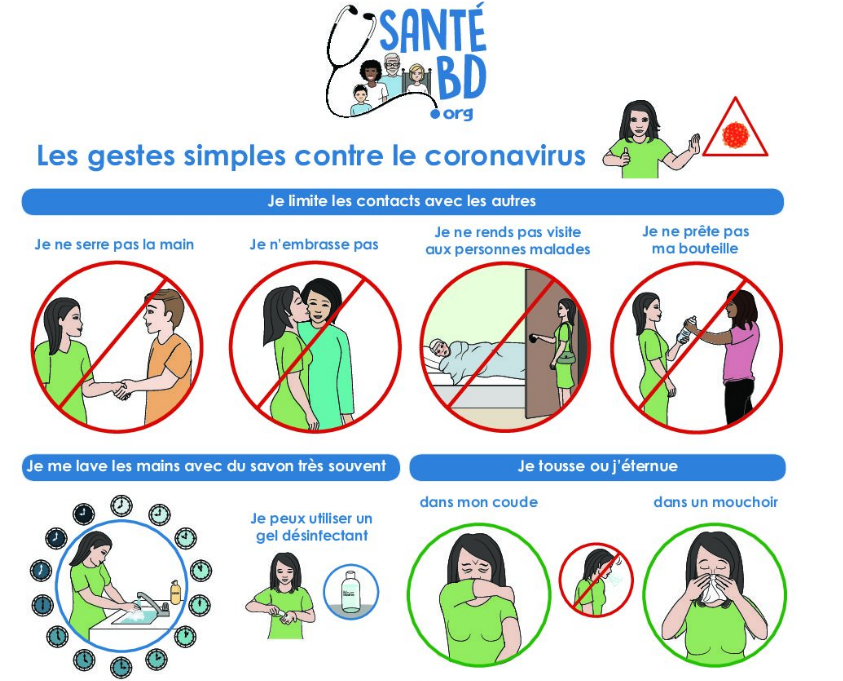 SANTÉ
BD
.org
Les gestes simples contre le coronavirus
Je limite les contacts avec les autres
Je ne serre pas la main
Je n'embrasse pas
Je ne rends pas visite
aux personnes malades
Je ne prête pas
ma bouteille
Je me lave les mains avec du savon très souvent
Je tousse ou j'éternue
Je peux utiliser un
gel désinfectant
dans mon coude
dans un mouchoir